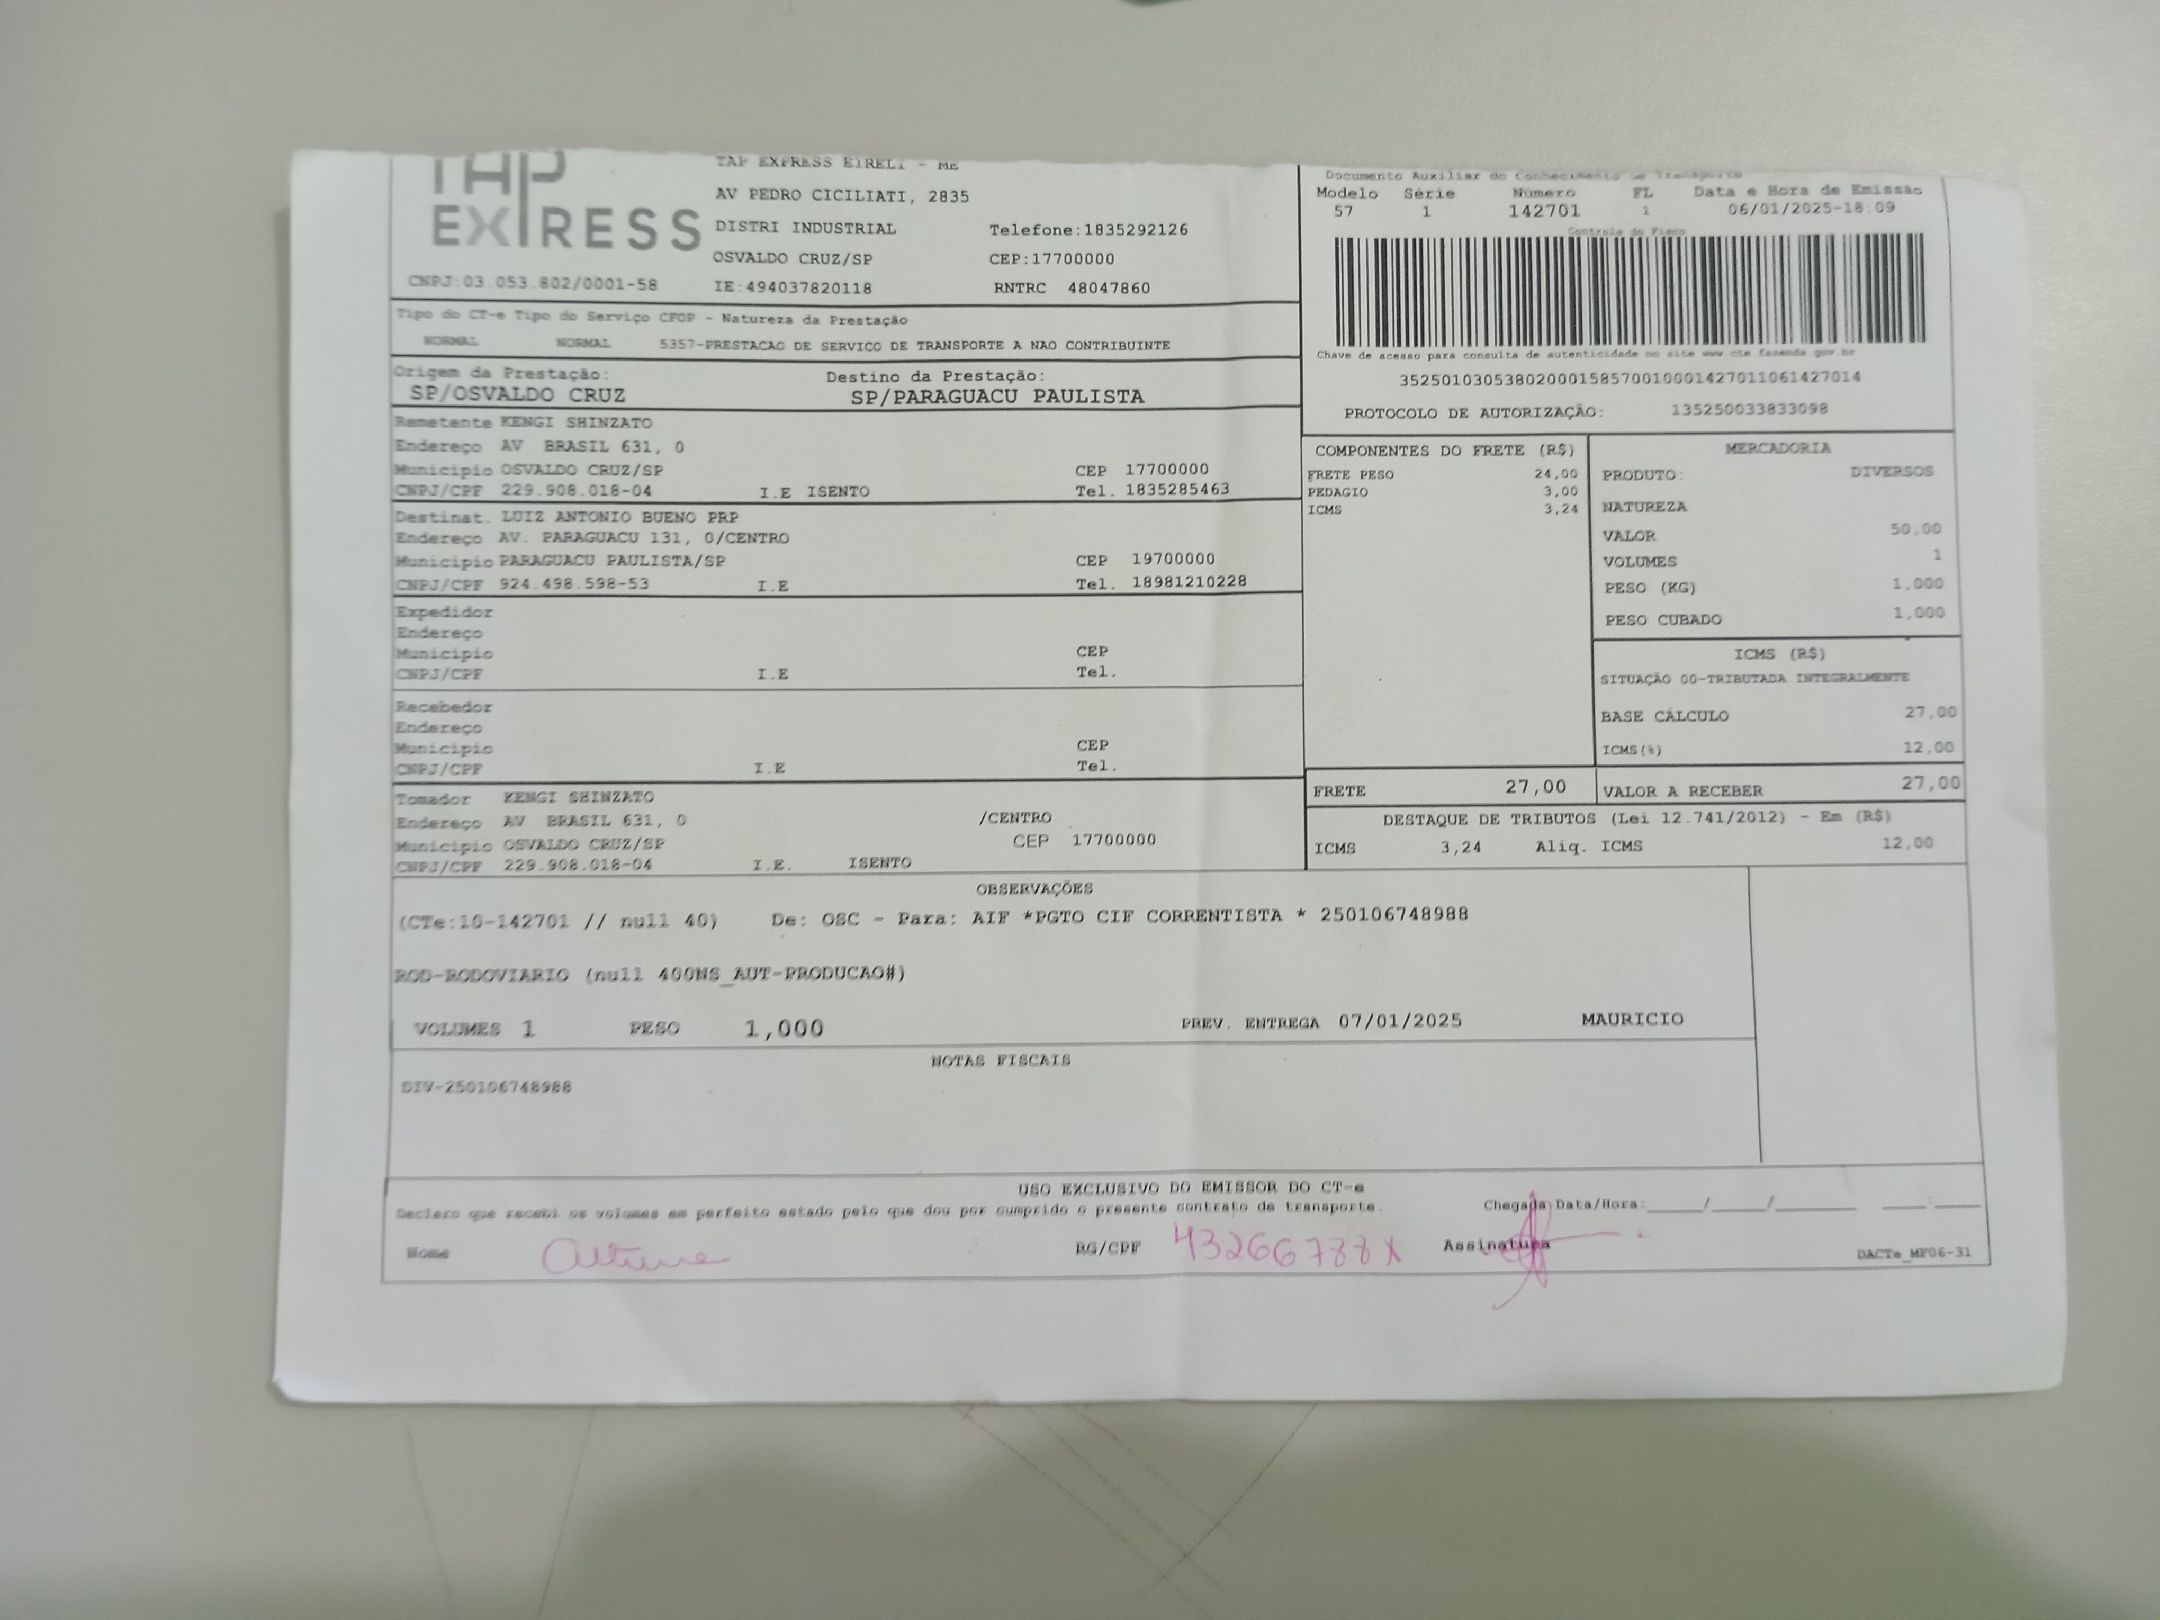 TAP EXPRESS
TAP EXPRESS EIRELI - ME
AV PEDRO CICILIATI, 2835
DISTRI INDUSTRIAL Telefone:1835292126
OSVALDO CRUZ/SP CEP:17700000
CNPJ:03.053.802/0001-58 IE:494037820118 RNTRC 48047860
Documento Auxiliar do Conhecimento de Transporte
Modelo Série Número FL Data e Hora de Emissão
57 1 142701 1 06/01/2025-18:09
Controle do Fisco
Chave de acesso para consulta de autenticidade no site www.cte.fazenda.gov.br
35250103053802000158570010001427011061427014
PROTOCOLO DE AUTORIZAÇÃO: 135250033833098
Tipo do CT-e Tipo do Serviço CFOP - Natureza da Prestação
NORMAL NORMAL 5357-PRESTACAO DE SERVICO DE TRANSPORTE A NAO CONTRIBUINTE
Origem da Prestação: Destino da Prestação:
SP/OSVALDO CRUZ SP/PARAGUACU PAULISTA
Remetente KENGI SHINZATO
Endereço AV BRASIL 631, 0
Municipio OSVALDO CRUZ/SP CEP 17700000
CNPJ/CPF 229.908.018-04 I.E ISENTO Tel. 1835285463
Destinat. LUIZ ANTONIO BUENO PRP
Endereço AV. PARAGUACU 131, 0/CENTRO
Municipio PARAGUACU PAULISTA/SP CEP 19700000
CNPJ/CPF 924.498.598-53 I.E Tel. 18981210228
Expedidor
Endereço
Municipio CEP
CNPJ/CPF I.E Tel.
Recebedor
Endereço
Municipio CEP
CNPJ/CPF I.E Tel.
Tomador KENGI SHINZATO
Endereço AV BRASIL 631, 0 /CENTRO
Municipio OSVALDO CRUZ/SP CEP 17700000
CNPJ/CPF 229.908.018-04 I.E. ISENTO
COMPONENTES DO FRETE (R$)
FRETE PESO 24,00
PEDAGIO 3,00
ICMS 3,24
MERCADORIA
PRODUTO: DIVERSOS
NATUREZA
VALOR 50,00
VOLUMES 1
PESO (KG) 1,000
PESO CUBADO 1,000
ICMS (R$)
SITUAÇÃO 00-TRIBUTADA INTEGRALMENTE
BASE CÁLCULO 27,00
ICMS(%) 12,00
FRETE 27,00 VALOR A RECEBER 27,00
DESTAQUE DE TRIBUTOS (Lei 12.741/2012) - Em (R$)
ICMS 3,24 Aliq. ICMS 12,00
OBSERVAÇÕES
(CTe:10-142701 // null 40) De: OSC - Para: AIF *PGTO CIF CORRENTISTA * 250106748988
ROD-RODOVIARIO (null 400NS_AUT-PRODUCAO#)
VOLUMES 1 PESO 1,000 PREV. ENTREGA 07/01/2025 MAURICIO
NOTAS FISCAIS
DIV-250106748988
USO EXCLUSIVO DO EMISSOR DO CT-e
Declaro que recebi os volumes em perfeito estado pelo que dou por cumprido o presente contrato de transporte. Chegada Data/Hora:_____/_____/_______ ____:____
Nome RG/CPF 43266788X Assinatura DACTe_MF06-31